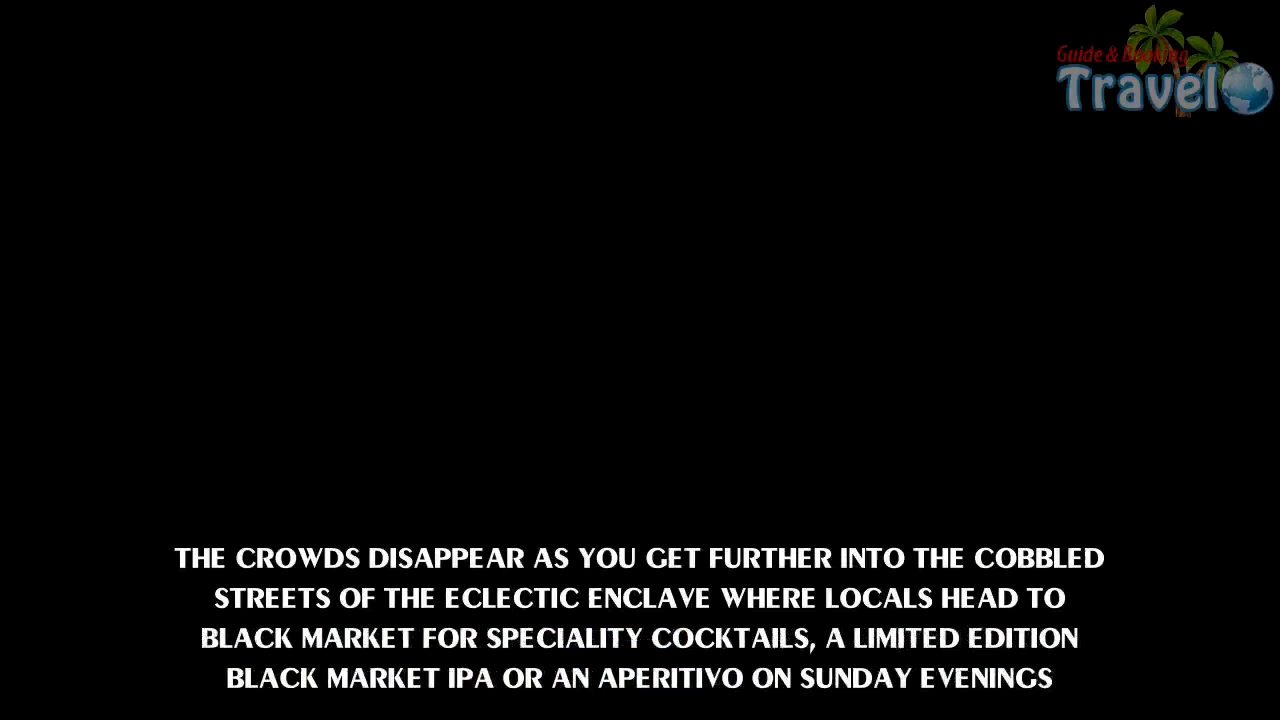 Guide & Booking
Travel
THE CROWDS DISAPPEAR AS YOU GET FURTHER INTO THE COBBLED
STREETS OF THE ECLECTIC ENCLAVE WHERE LOCALS HEAD TO
BLACK MARKET FOR SPECIALITY COCKTAILS, A LIMITED EDITION
BLACK MARKET IPA OR AN APERITIVO ON SUNDAY EVENINGS